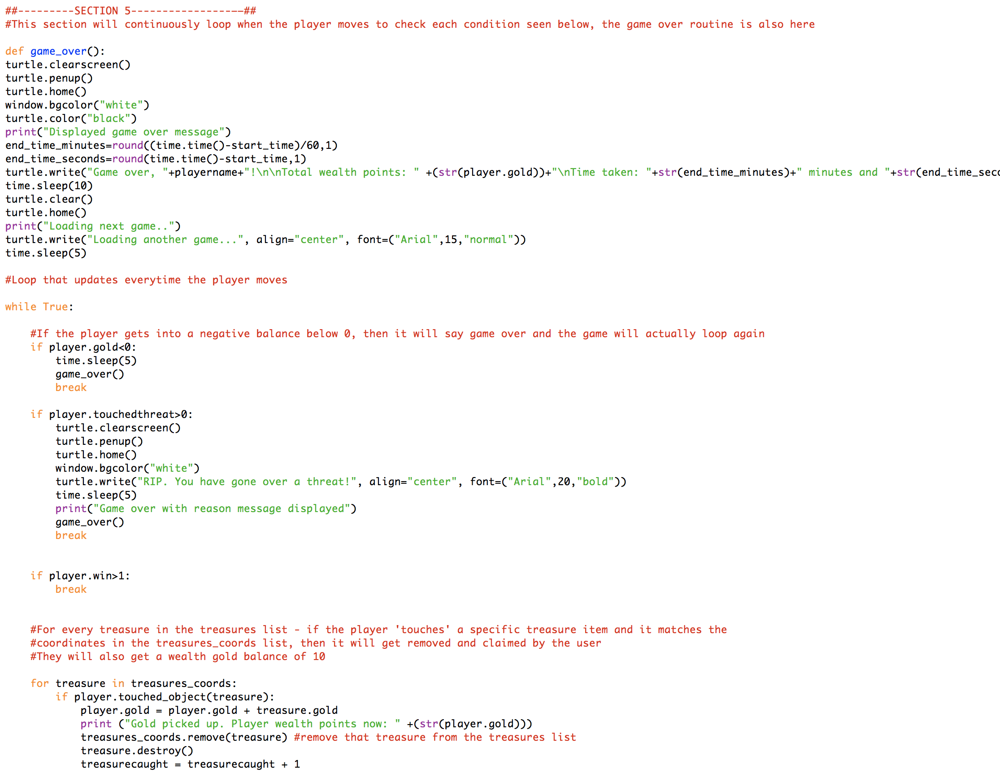 ##---------SECTION 5----------------——##
#This section will continuously loop when the player moves to check each condition seen below, the game over routine is also here
def game_over():
turtle.clearscreen()
turtle.penup()
turtle.home()
window.bgcolor("white")
turtle.color("black")
print("Displayed game over message")
end_time_minutes=round((time.time()-start_time)/60,1)
end_time_seconds=round(time.time()-start_time,1)
turtle.write("Game over, "+playername+"!\n\nTotal wealth points: " +(str(player.gold))+"\nTime taken: "+str(end_time_minutes)+" minutes and "+str(end_time_sec
time.sleep(10)
turtle.clear()
turtle.home()
print("Loading next game..")
turtle.write("Loading another game...", align="center", font=("Arial",15,"normal"))
time.sleep(5)
#Loop that updates everytime the player moves
while True:
    #If the player gets into a negative balance below 0, then it will say game over and the game will actually loop again
    if player.gold<0:
        time.sleep(5)
        game_over()
        break
    if player.touchedthreat>0:
        turtle.clearscreen()
        turtle.penup()
        turtle.home()
        window.bgcolor("white")
        turtle.write("RIP. You have gone over a threat!", align="center", font=("Arial",20,"bold"))
        time.sleep(5)
        print("Game over with reason message displayed")
        game_over()
        break
    if player.win>1:
        break
    #For every treasure in the treasures list - if the player 'touches' a specific treasure item and it matches the
    #coordinates in the treasures_coords list, then it will get removed and claimed by the user
    #They will also get a wealth gold balance of 10
    for treasure in treasures_coords:
        if player.touched_object(treasure):
            player.gold = player.gold + treasure.gold
            print ("Gold picked up. Player wealth points now: " +(str(player.gold)))
            treasures_coords.remove(treasure) #remove that treasure from the treasures list
            treasure.destroy()
            treasurecaught = treasurecaught + 1